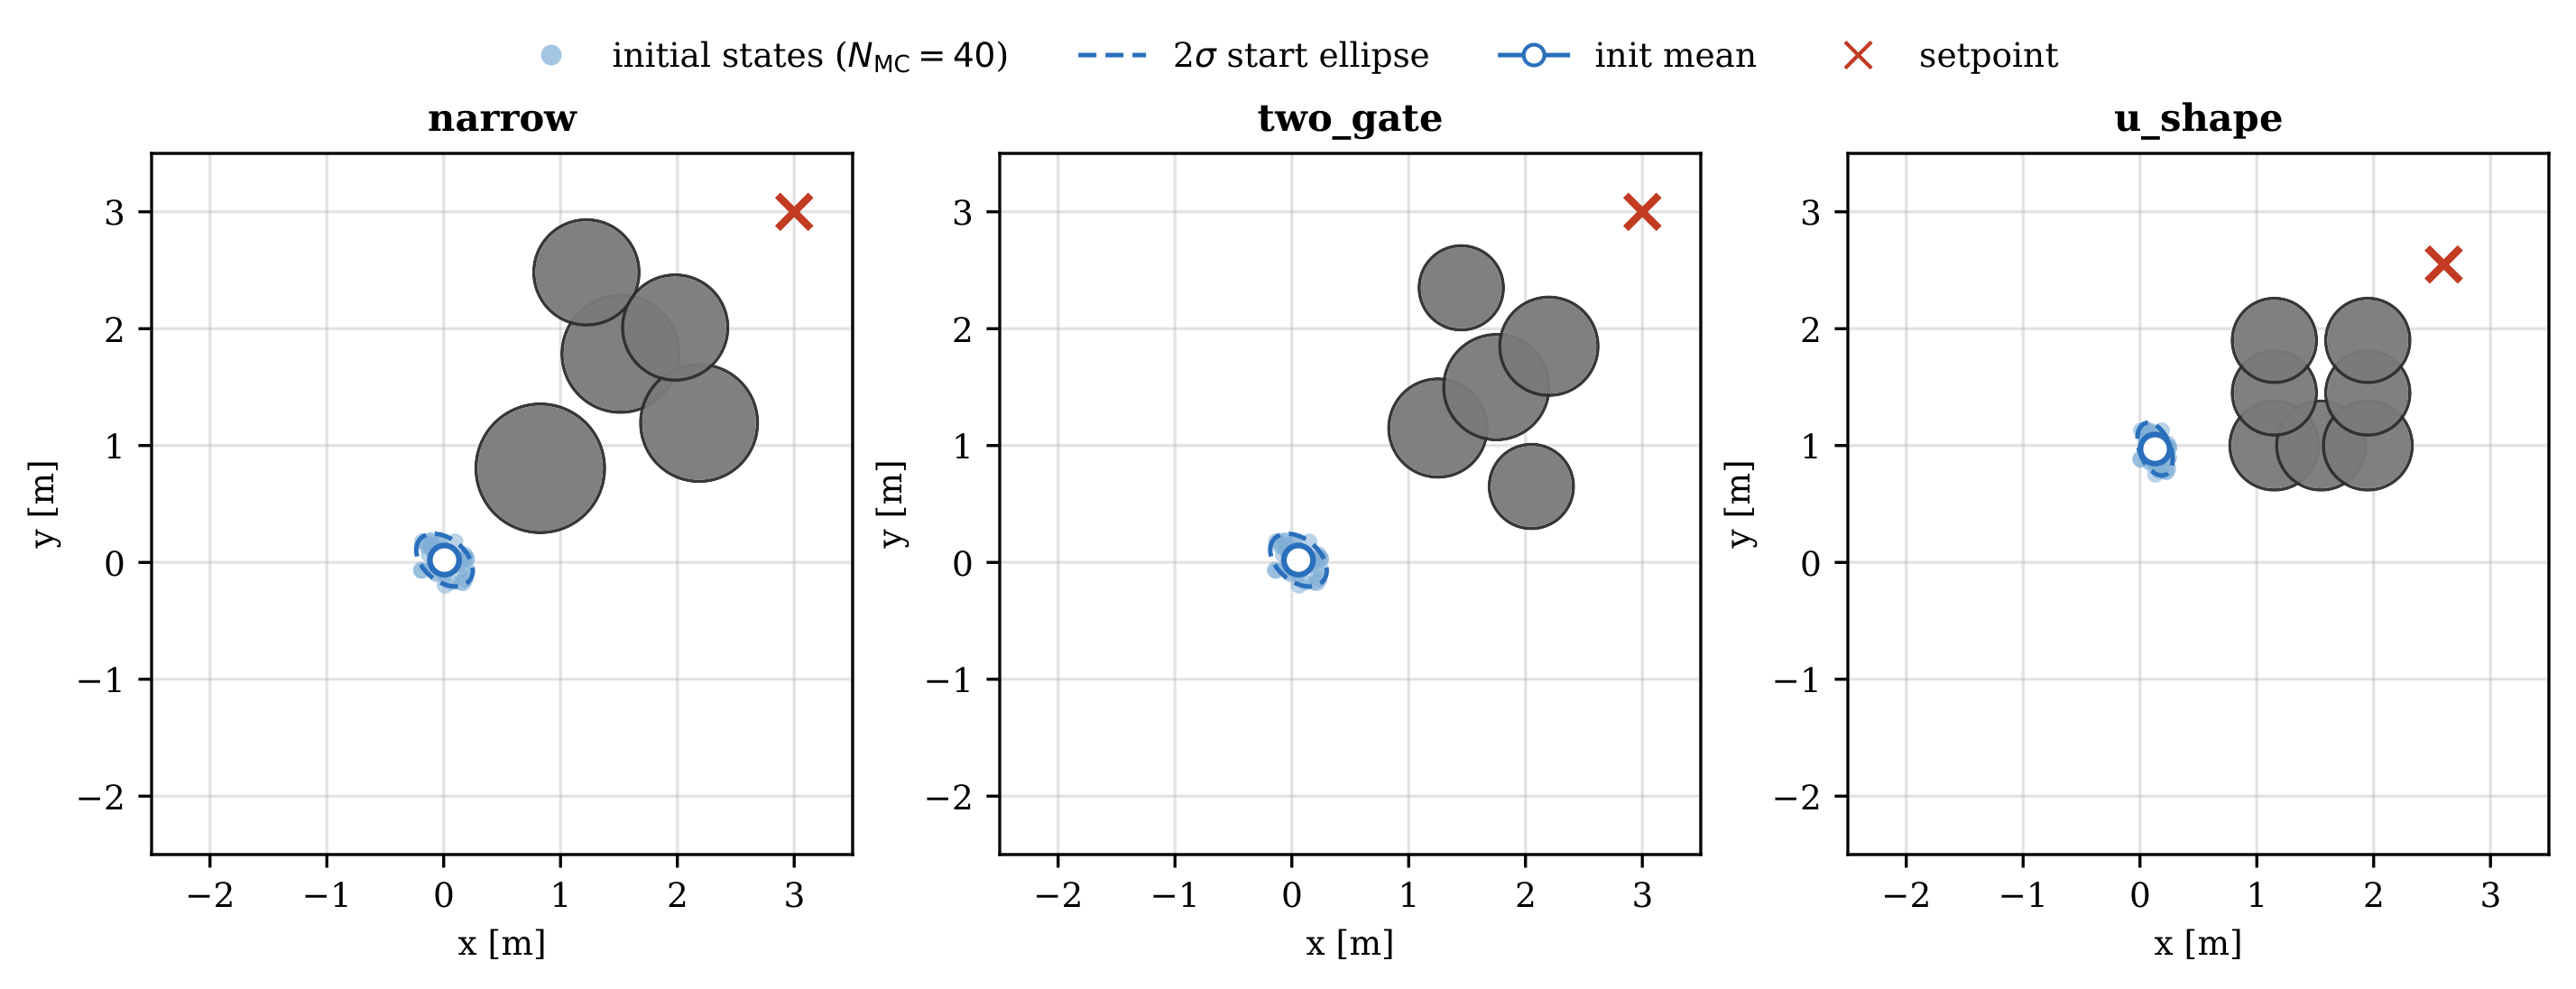 initial states (N_MC = 40) 2σ start ellipse init mean setpoint
narrow two_gate u_shape
3 3 3
2 2 2
1 1 1
0 0 0
−1 −1 −1
−2 −2 −2
y [m] y [m] y [m]
−2 −1 0 1 2 3 −2 −1 0 1 2 3 −2 −1 0 1 2 3
x [m] x [m] x [m]